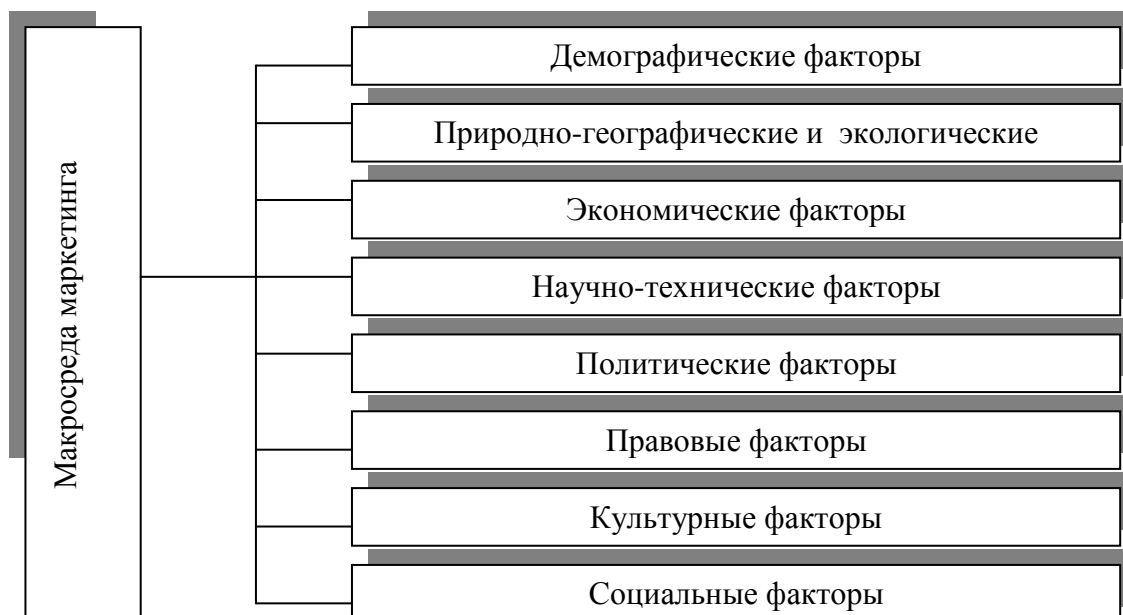 Макросреда маркетинга
Демографические факторы
Природно-географические и экологические
Экономические факторы
Научно-технические факторы
Политические факторы
Правовые факторы
Культурные факторы
Социальные факторы